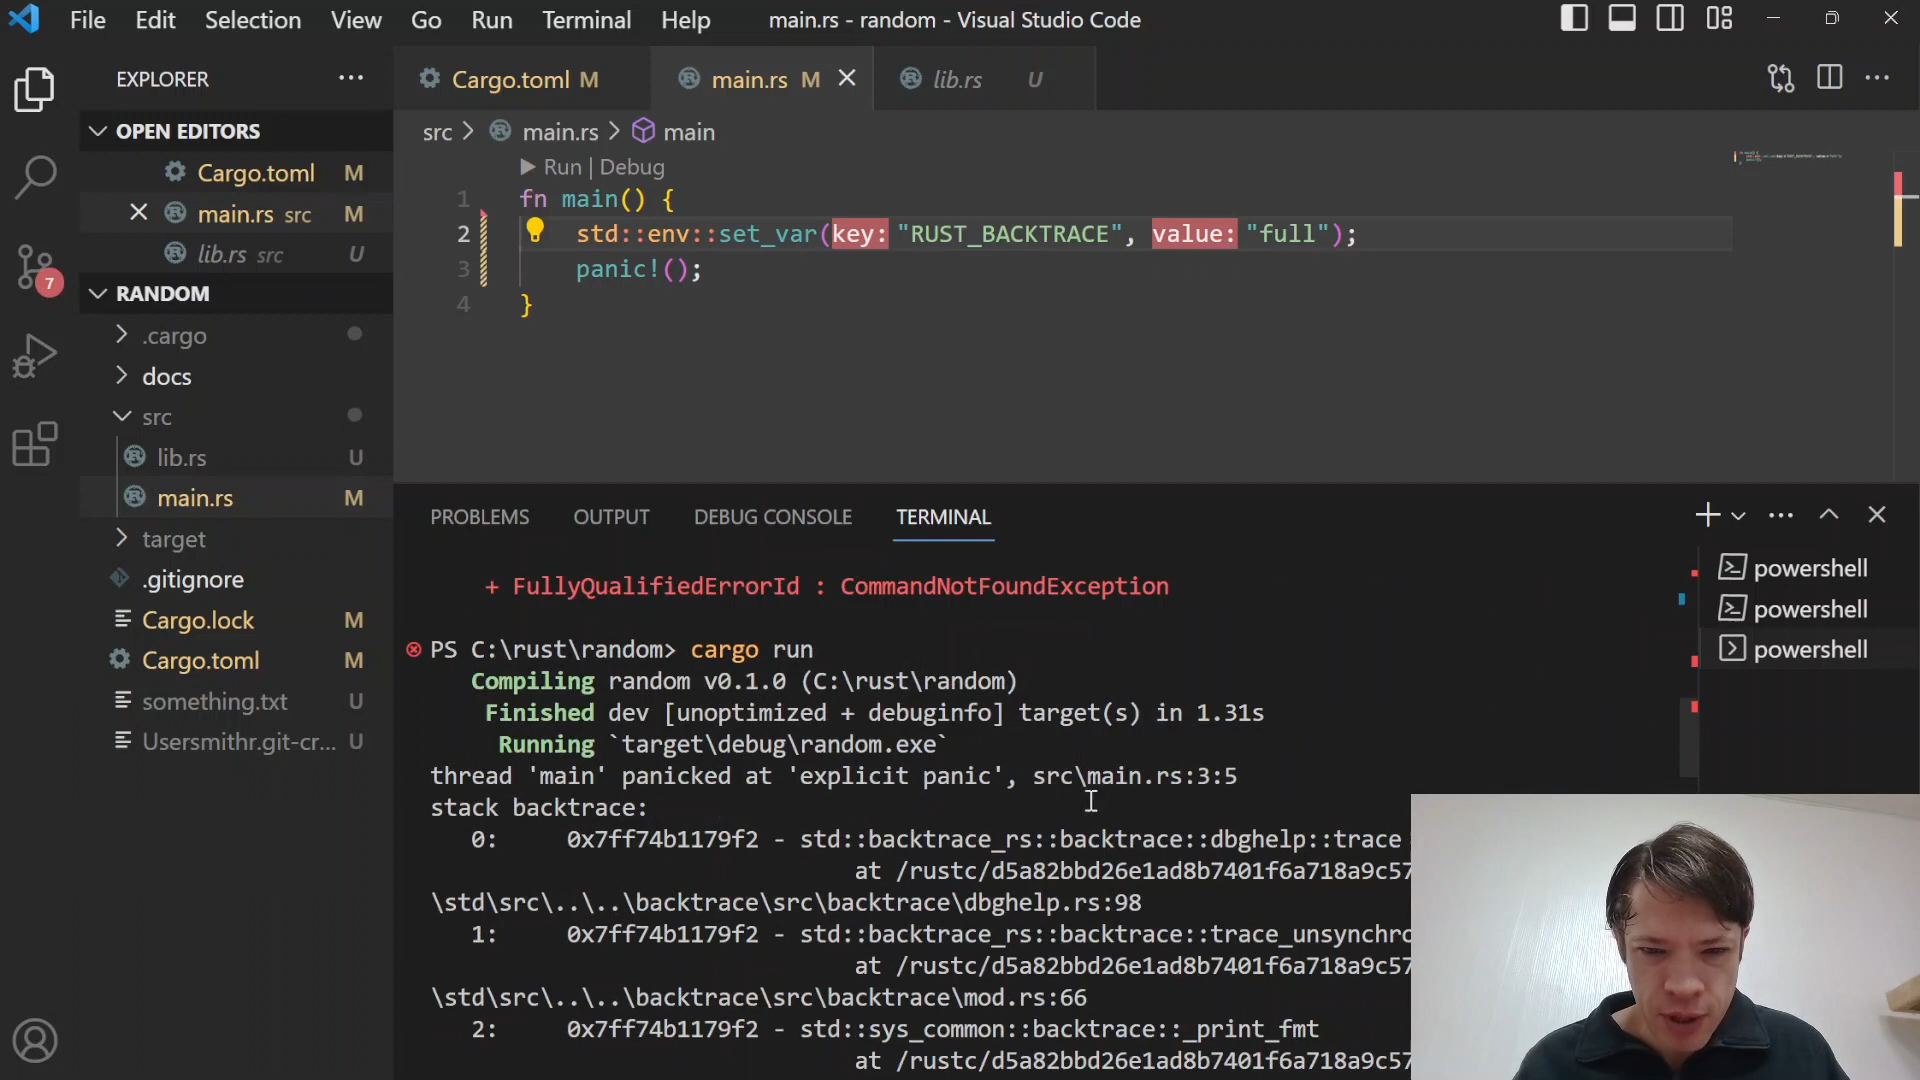 File Edit Selection View Go Run Terminal Help main.rs - random - Visual Studio Code
EXPLORER
Cargo.toml M main.rs M lib.rs U
OPEN EDITORS
Cargo.toml M
main.rs src M
lib.rs src U
RANDOM
.cargo
docs
src
lib.rs U
main.rs M
target
.gitignore
Cargo.lock M
Cargo.toml M
something.txt U
Usersmithr.git-cr... U
7
src > main.rs > main
Run | Debug
1 fn main() {
2 std::env::set_var(key: "RUST_BACKTRACE", value: "full");
3 panic!();
4 }
PROBLEMS OUTPUT DEBUG CONSOLE TERMINAL
+ FullyQualifiedErrorId : CommandNotFoundException
PS C:\rust\random> cargo run
Compiling random v0.1.0 (C:\rust\random)
Finished dev [unoptimized + debuginfo] target(s) in 1.31s
Running `target\debug\random.exe`
thread 'main' panicked at 'explicit panic', src\main.rs:3:5
stack backtrace:
0: 0x7ff74b1179f2 - std::backtrace_rs::backtrace::dbghelp::trace
at /rustc/d5a82bbd26e1ad8b7401f6a718a9c57
\std\src\..\..\backtrace\src\backtrace\dbghelp.rs:98
1: 0x7ff74b1179f2 - std::backtrace_rs::backtrace::trace_unsynchro
at /rustc/d5a82bbd26e1ad8b7401f6a718a9c57
\std\src\..\..\backtrace\src\backtrace\mod.rs:66
2: 0x7ff74b1179f2 - std::sys_common::backtrace::_print_fmt
at /rustc/d5a82bbd26e1ad8b7401f6a718a9c57
powershell
powershell
powershell